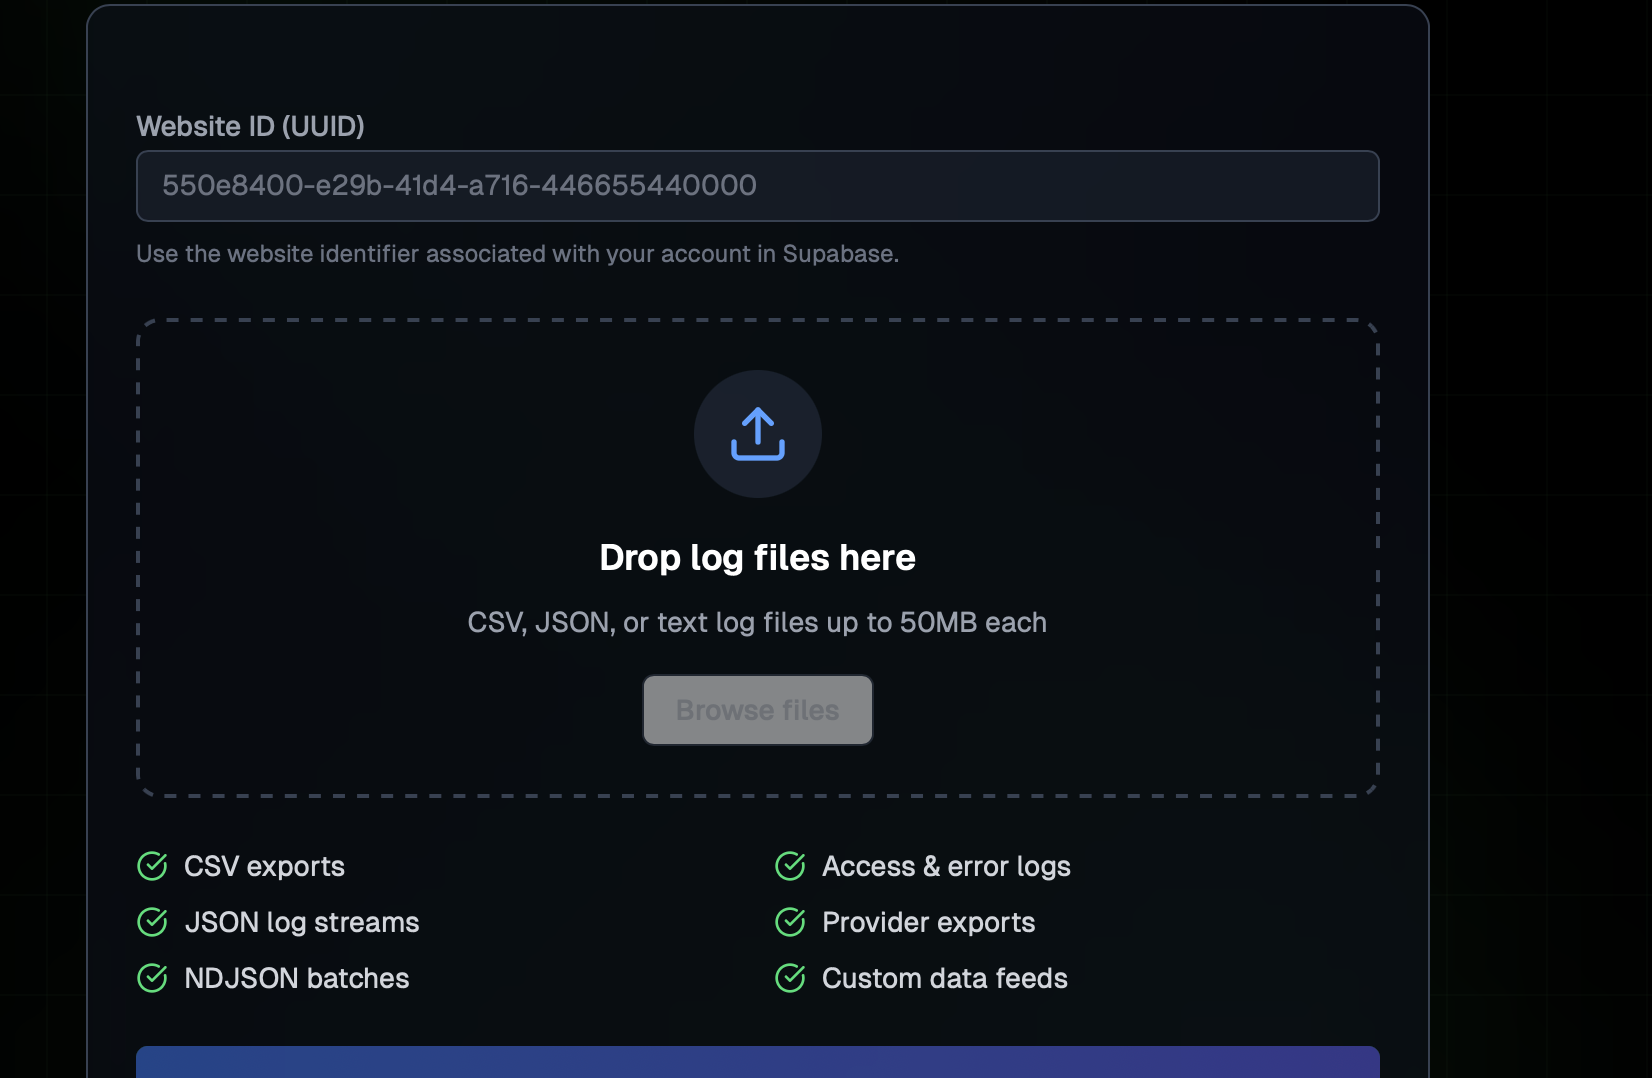 Website ID (UUID)
550e8400-e29b-41d4-a716-446655440000
Use the website identifier associated with your account in Supabase.
Drop log files here
CSV, JSON, or text log files up to 50MB each
Browse files
CSV exports
Access & error logs
JSON log streams
Provider exports
NDJSON batches
Custom data feeds